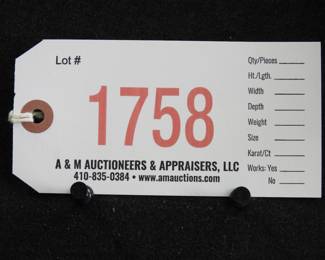 Lot #
1758
A & M AUCTIONEERS & APPRAISERS, LLC
410-835-0384 • www.amauctions.com
Qty/Pieces
Ht./Lgth.
Width
Depth
Weight
Size
Karat/Ct
Works: Yes
No